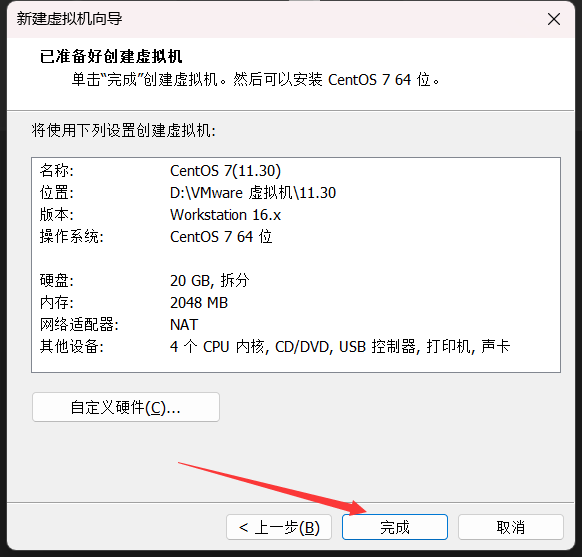 新建虚拟机向导
已准备好创建虚拟机
单击“完成”创建虚拟机。然后可以安装 CentOS 7 64 位。
将使用下列设置创建虚拟机:
名称: CentOS 7(11.30)
位置: D:\VMware 虚拟机\11.30
版本: Workstation 16.x
操作系统: CentOS 7 64 位
硬盘: 20 GB, 拆分
内存: 2048 MB
网络适配器: NAT
其他设备: 4 个 CPU 内核, CD/DVD, USB 控制器, 打印机, 声卡
自定义硬件(C)...
< 上一步(B) 完成 取消